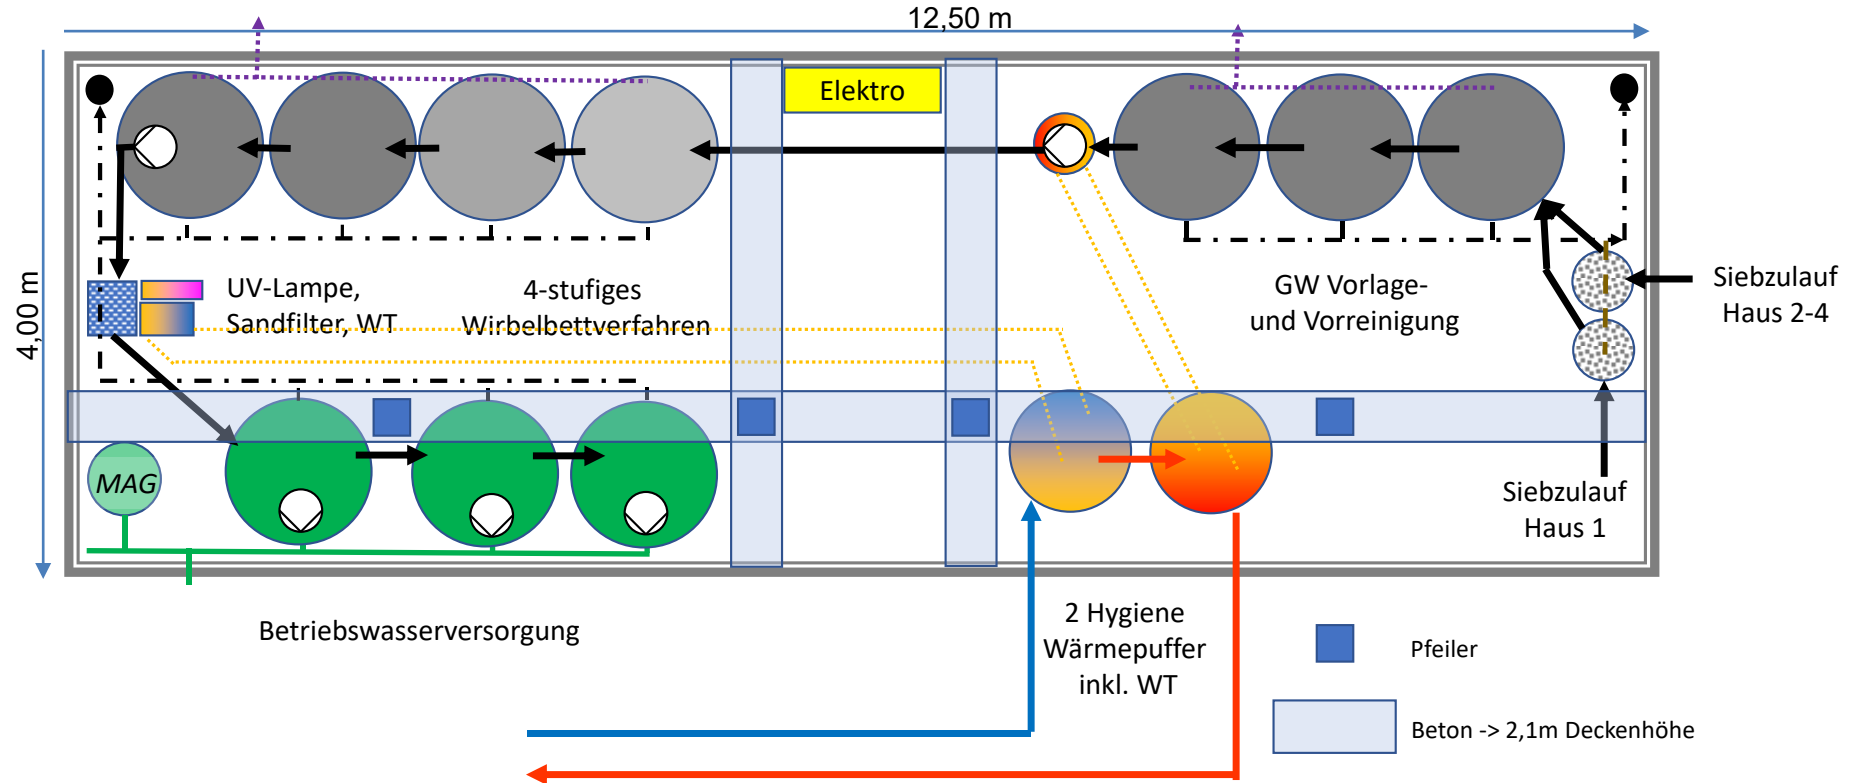 12,50 m
Elektro
4,00 m
UV-Lampe,
Sandfilter, WT
4-stufiges
Wirbelbettverfahren
GW Vorlage-
und Vorreinigung
Siebzulauf
Haus 2-4
MAG
Siebzulauf
Haus 1
Betriebswasserversorgung
2 Hygiene
Wärmepuffer
inkl. WT
Pfeiler
Beton -> 2,1m Deckenhöhe